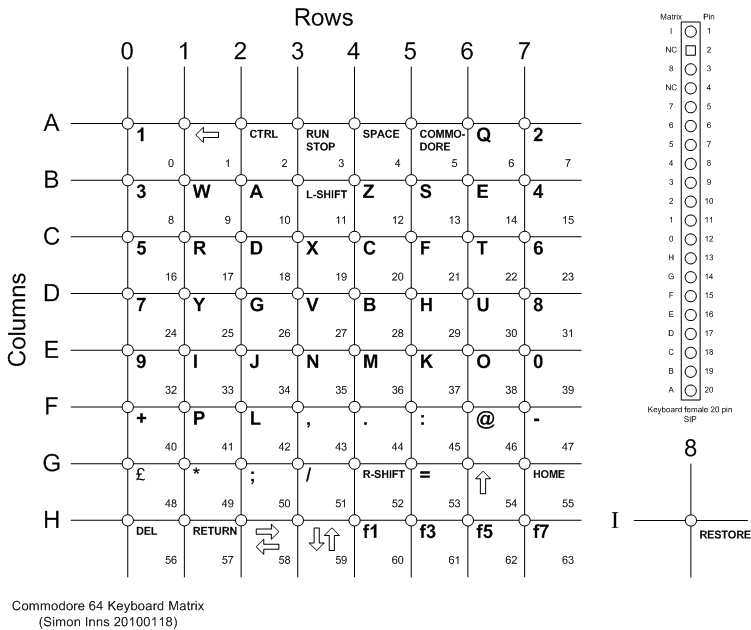 Rows
0 1 2 3 4 5 6 7
Columns
A
1 CTRL RUN STOP SPACE COMMO-DORE Q 2
0 1 2 3 4 5 6 7
B
3 W A L-SHIFT Z S E 4
8 9 10 11 12 13 14 15
C
5 R D X C F T 6
16 17 18 19 20 21 22 23
D
7 Y G V B H U 8
24 25 26 27 28 29 30 31
E
9 I J N M K O 0
32 33 34 35 36 37 38 39
F
+ P L , . : @ -
40 41 42 43 44 45 46 47
G
£ * ; / R-SHIFT = HOME
48 49 50 51 52 53 54 55
H
DEL RETURN f1 f3 f5 f7
56 57 58 59 60 61 62 63
Matrix Pin
I 1
NC 2
8 3
NC 4
7 5
6 6
5 7
4 8
3 9
2 10
1 11
0 12
H 13
G 14
F 15
E 16
D 17
C 18
B 19
A 20
Keyboard female 20 pin
SIP
8
I
RESTORE
Commodore 64 Keyboard Matrix
(Simon Inns 20100118)